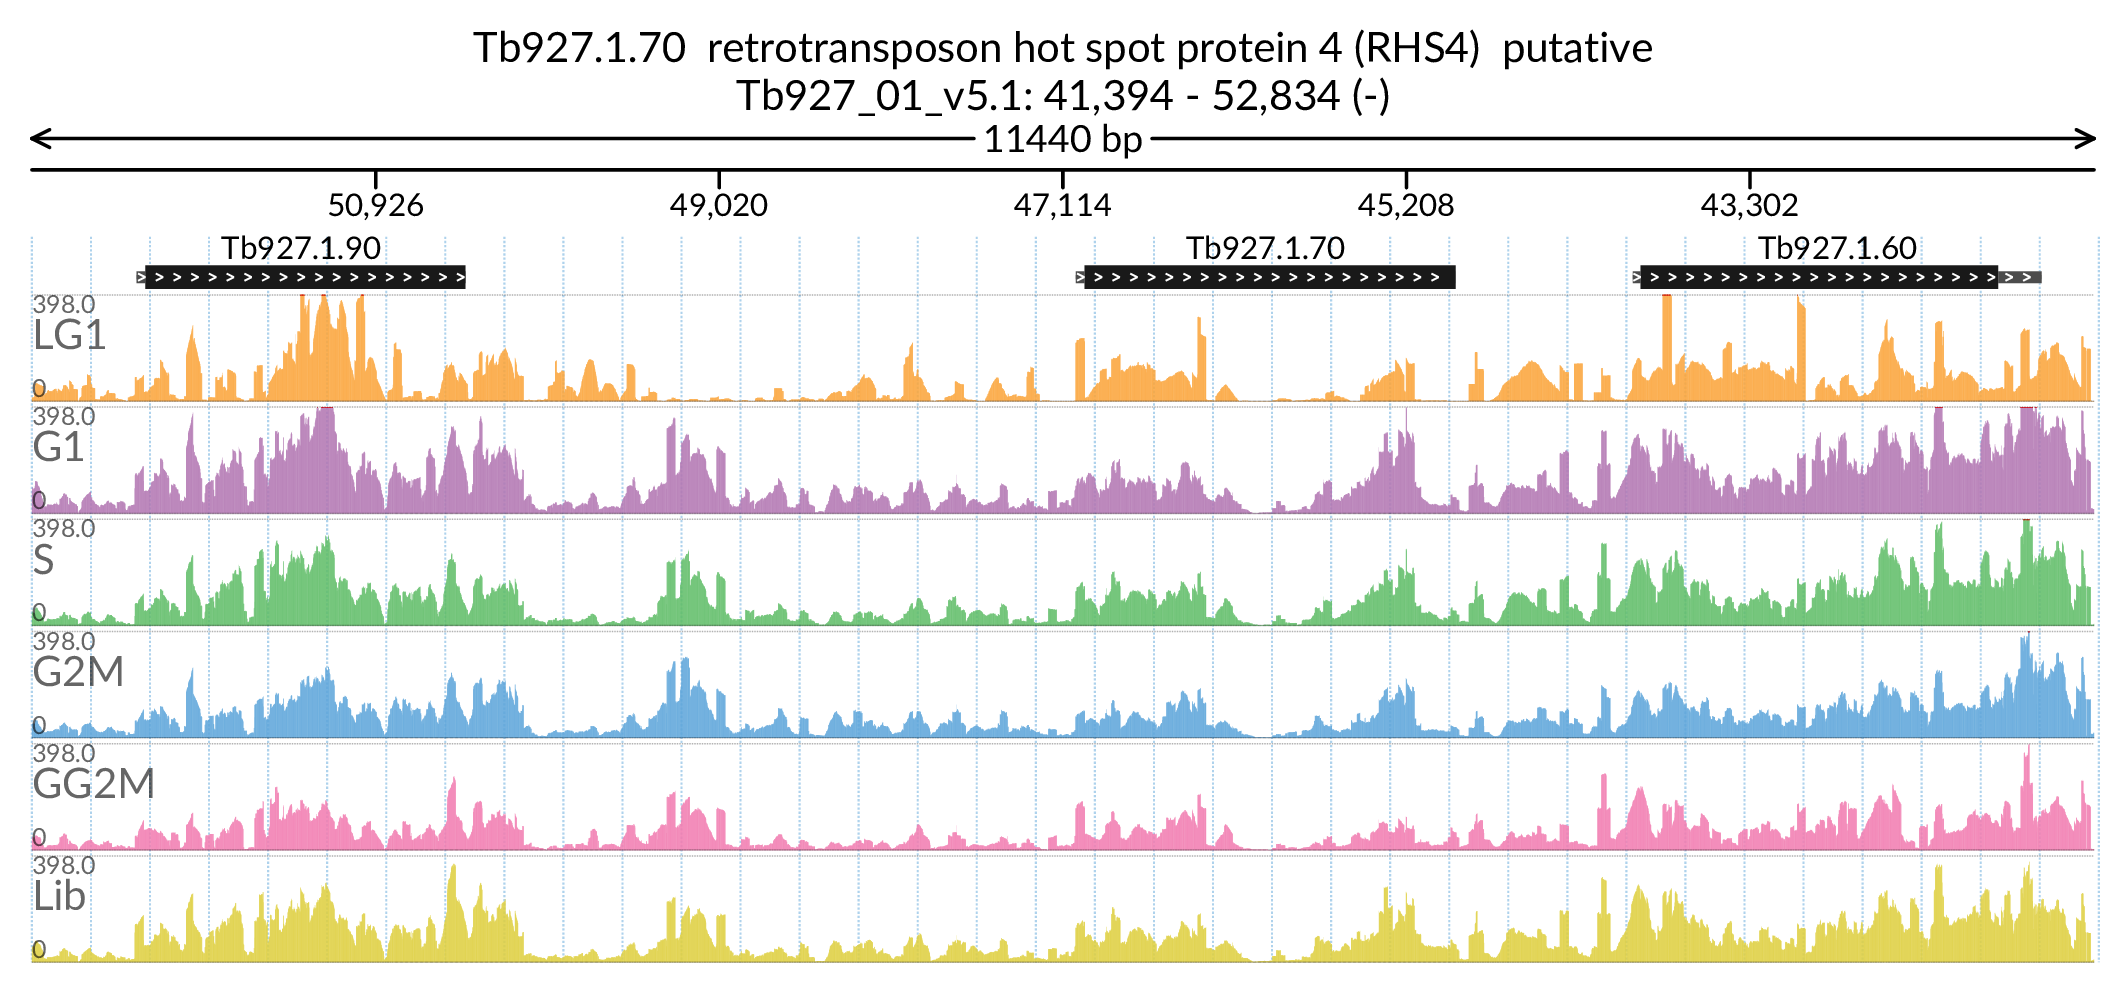 Tb927.1.70  retrotransposon hot spot protein 4 (RHS4)  putative
Tb927_01_v5.1: 41,394 - 52,834 (-)
11440 bp
50,926 49,020 47,114 45,208 43,302
Tb927.1.90 Tb927.1.70 Tb927.1.60
398.0
LG1
0
398.0
G1
0
398.0
S
0
398.0
G2M
0
398.0
GG2M
0
398.0
Lib
0